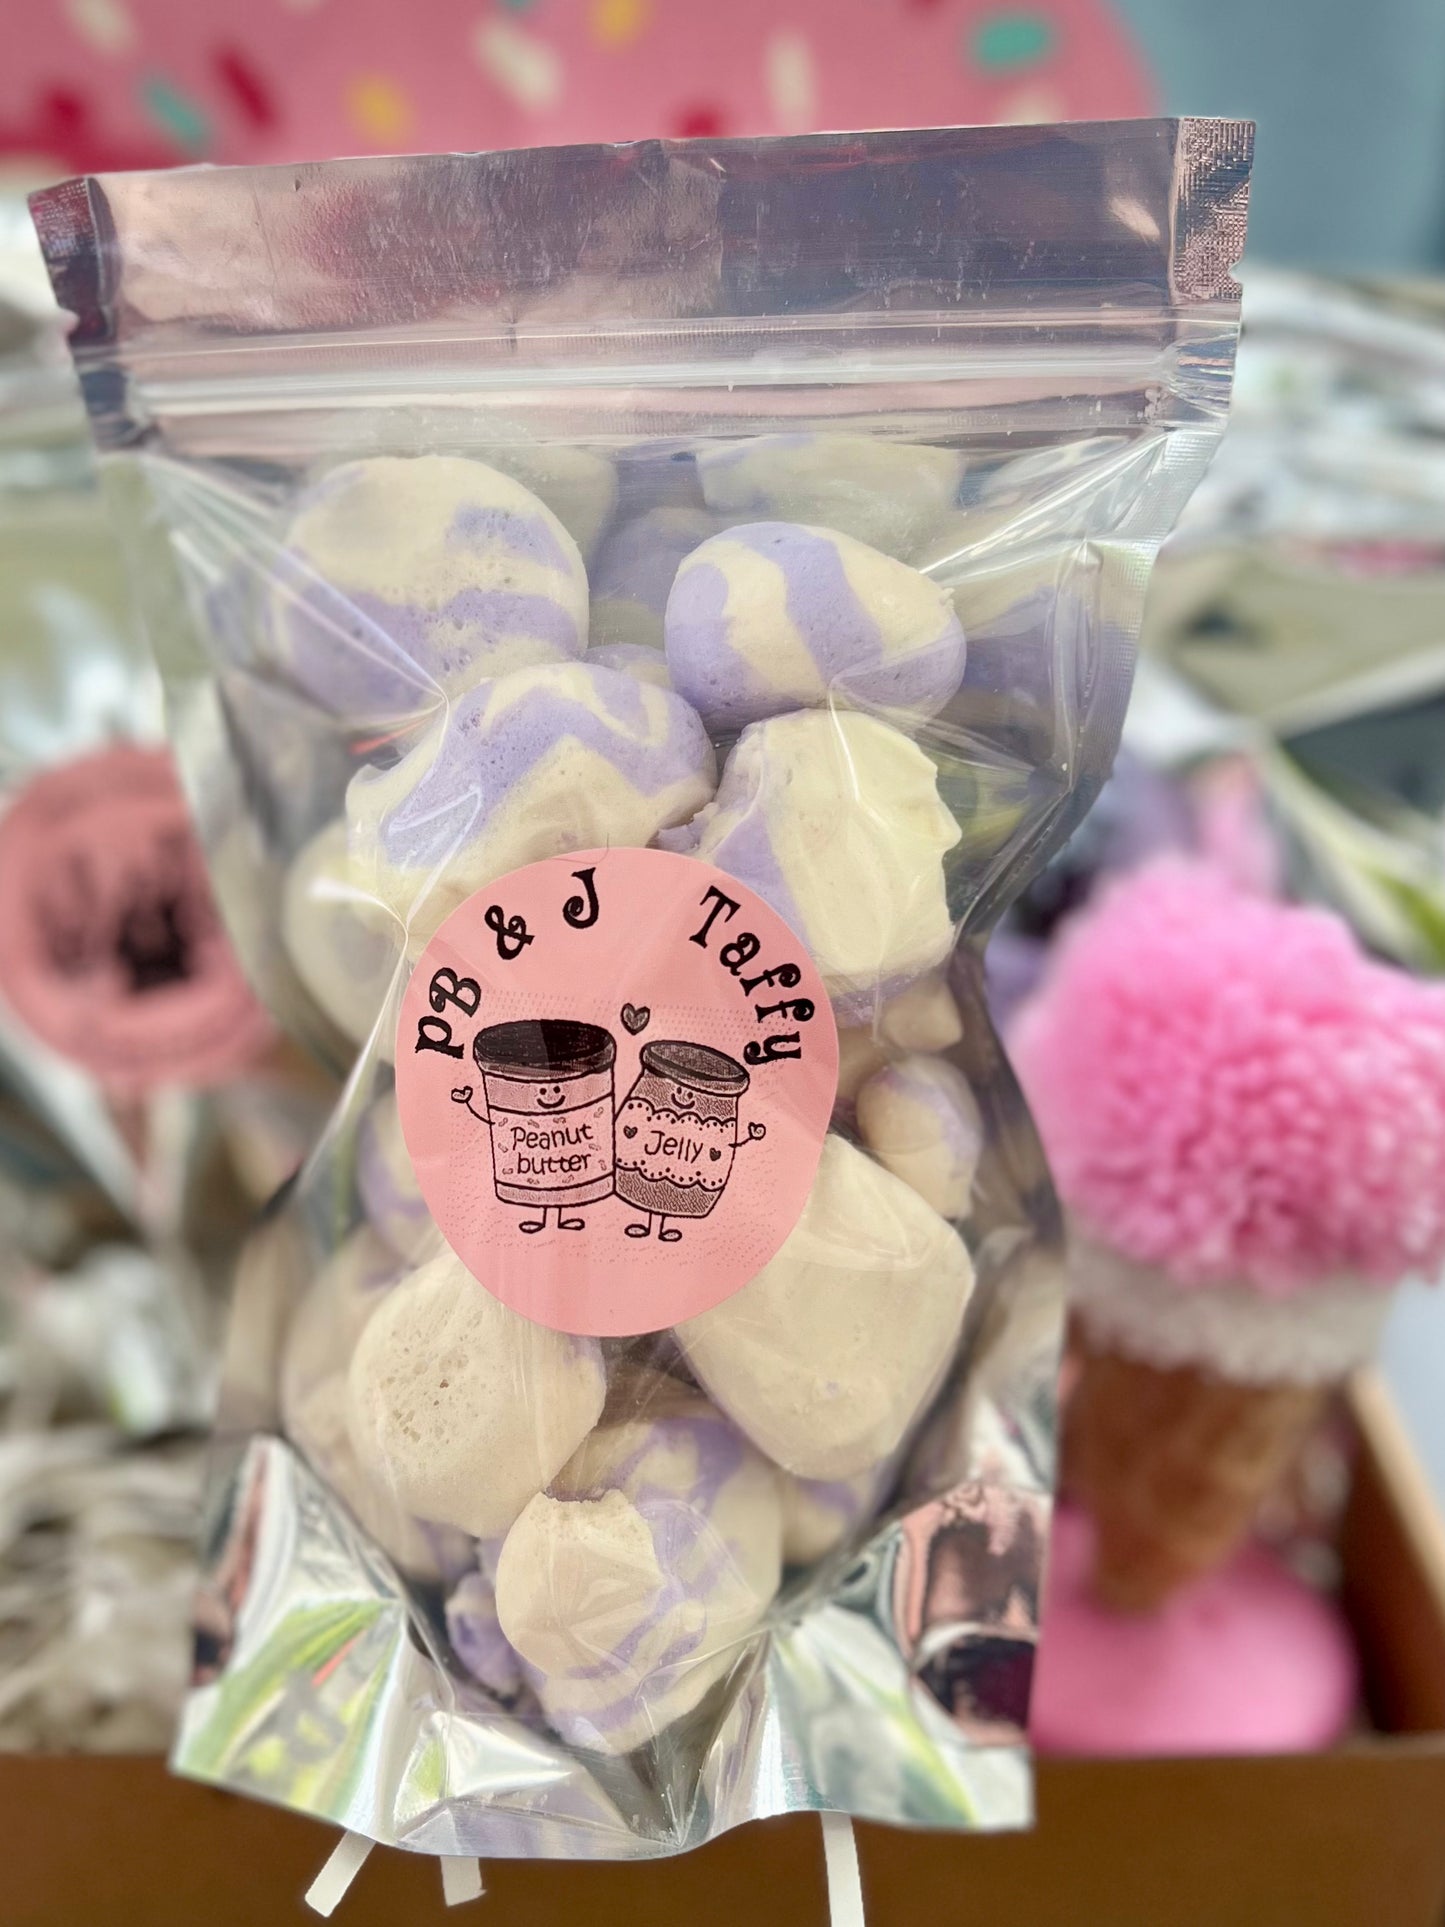 PB & J Taffy
Peanut
butter
Jelly